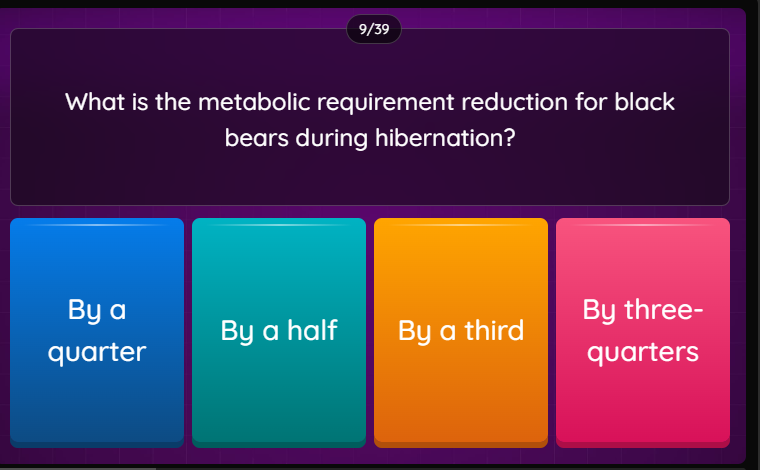 9/39
What is the metabolic requirement reduction for black
bears during hibernation?
By a
quarter
By a half
By a third
By three-
quarters